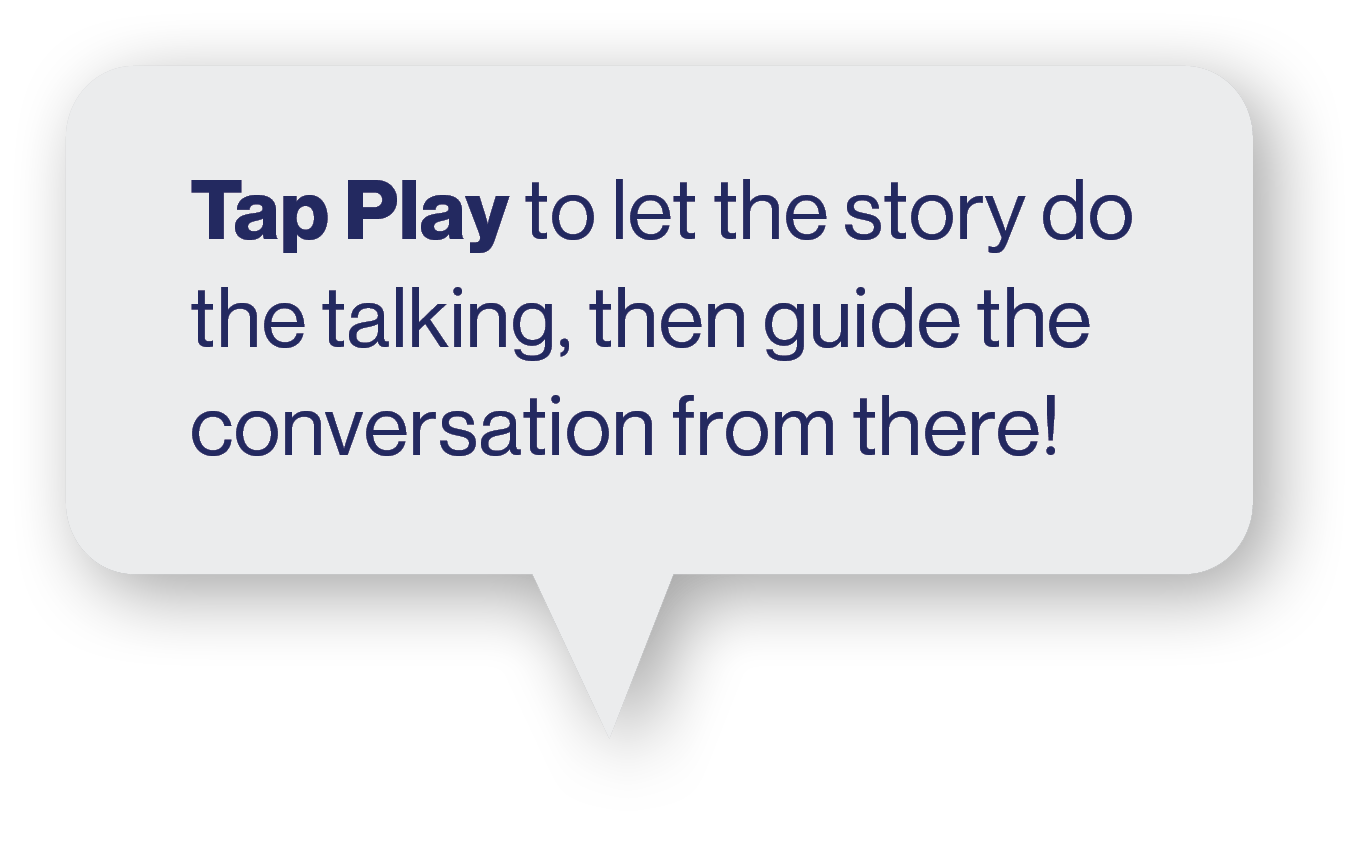 Tap Play to let the story do
the talking, then guide the
conversation from there!